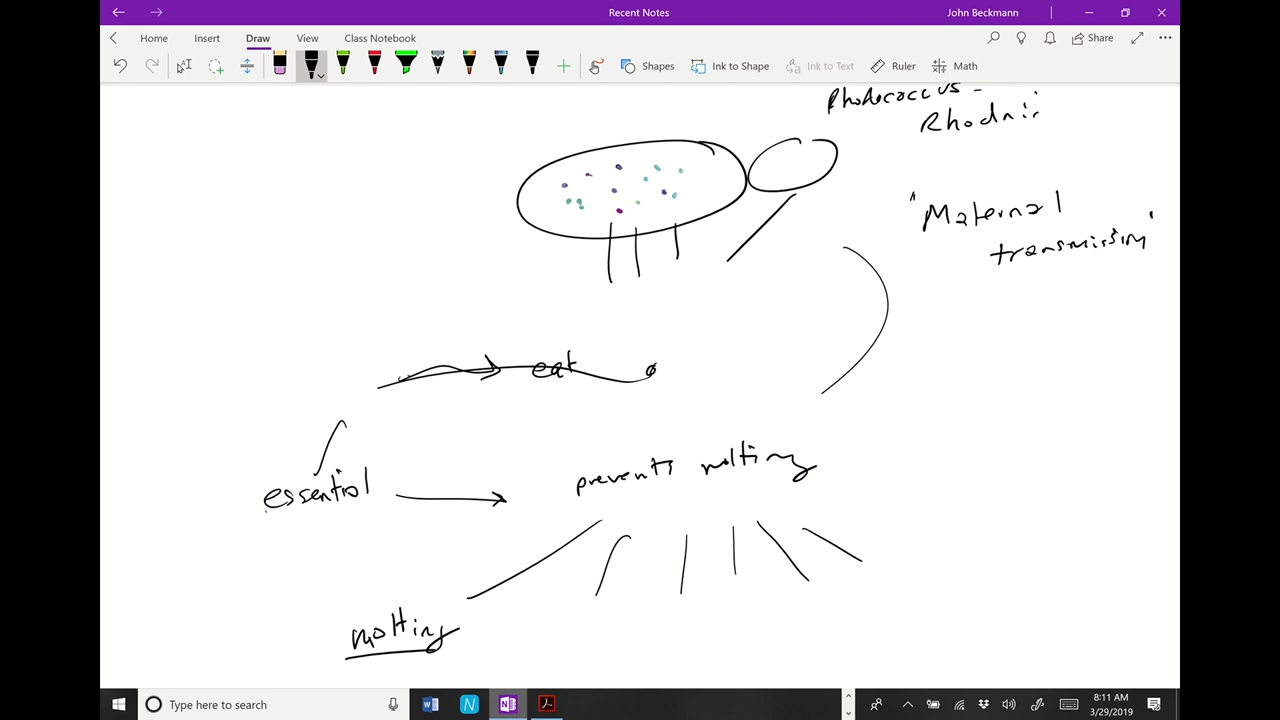 Recent Notes
John Beckmann
Home
Insert
Draw
View
Class Notebook
Share
Shapes
Ink to Shape
Ink to Text
Ruler
Math
Rhodococcus -
Rhodnii
"Maternal
transmission"
eat
essential
prevents molting
molting
Type here to search
8:11 AM
3/29/2019